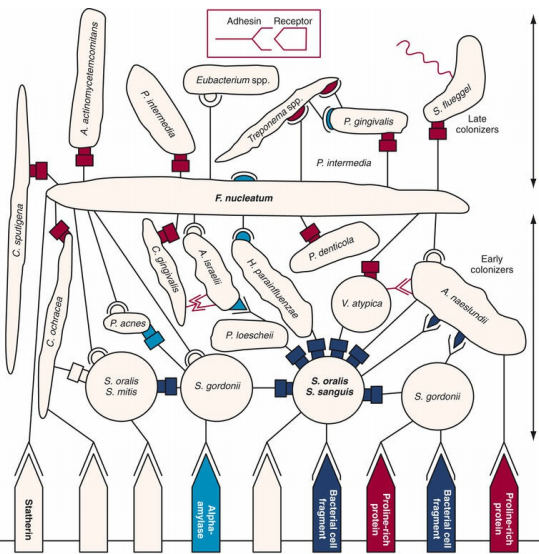 Adhesin Receptor
A. actinomycetemcomitans
P. intermedia
Eubacterium spp.
Treponema spp.
P. gingivalis
S. flueggei
Late
colonizers
P. intermedia
C. sputigena
F. nucleatum
C. ochracea
C. gingivalis
A. israelii
H. parainfluenzae
P. denticola
Early
colonizers
V. atypica
A. naeslundii
P. acnes
P. loescheii
S. oralis
S. mitis
S. gordonii
S. oralis
S. sanguis
S. gordonii
Statherin
Alpha-
amylase
Bacterial cell
fragment
Proline-rich
protein
Bacterial cell
fragment
Proline-rich
protein